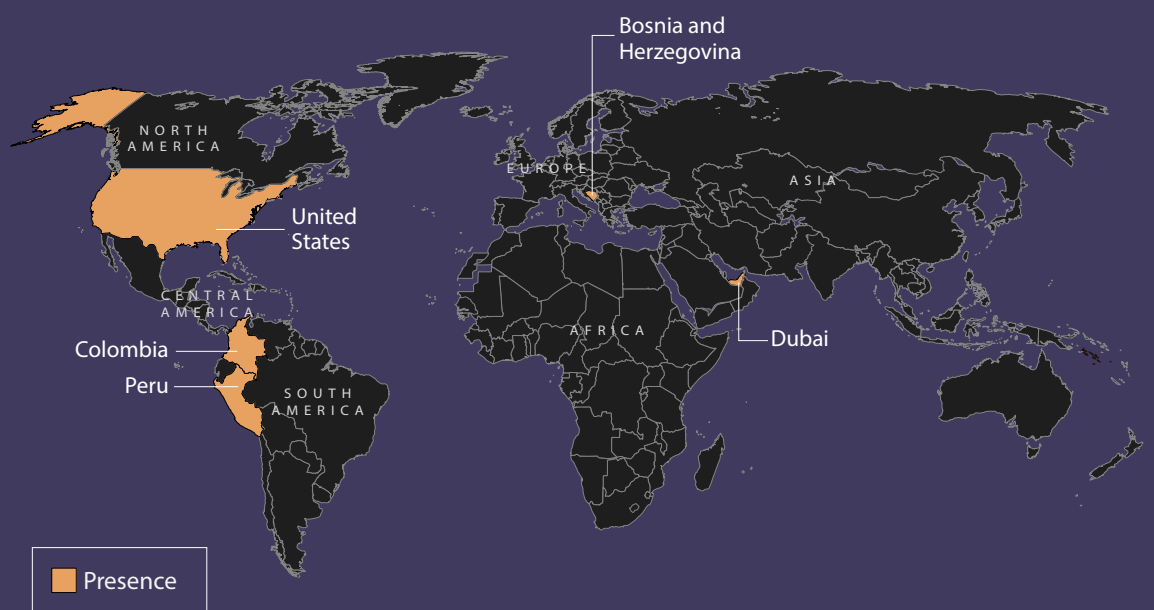 Bosnia and
Herzegovina
NORTH
AMERICA
EUROPE
ASIA
United
States
CENTRAL
AMERICA
AFRICA
Dubai
Colombia
Peru
SOUTH
AMERICA
Presence